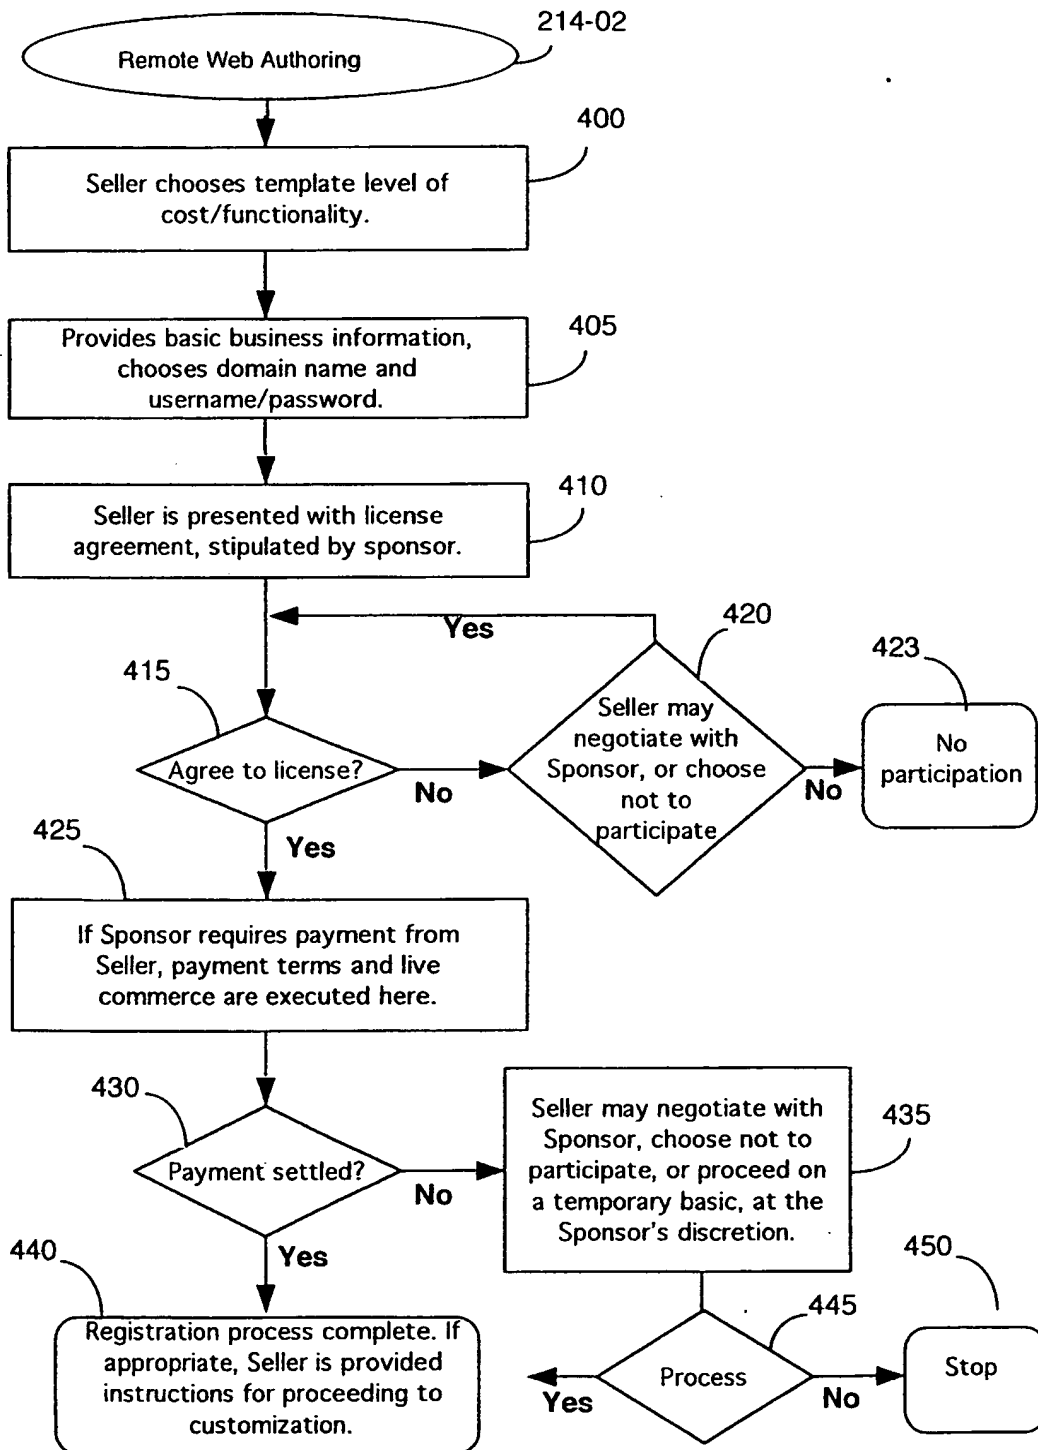 214-02
Remote Web Authoring
400
Seller chooses template level of
cost/functionality.
405
Provides basic business information,
chooses domain name and
username/password.
410
Seller is presented with license
agreement, stipulated by sponsor.
Yes
420
423
415
Seller may
negotiate with
Sponsor, or choose
not to
participate
No
participation
Agree to license?
No
No
425
Yes
If Sponsor requires payment from
Seller, payment terms and live
commerce are executed here.
430
Seller may negotiate with
Sponsor, choose not to
participate, or proceed on
a temporary basic, at the
Sponsor's discretion.
435
Payment settled?
No
440
Yes
450
445
Registration process complete. If
appropriate, Seller is provided
instructions for proceeding to
customization.
Process
Stop
Yes
No